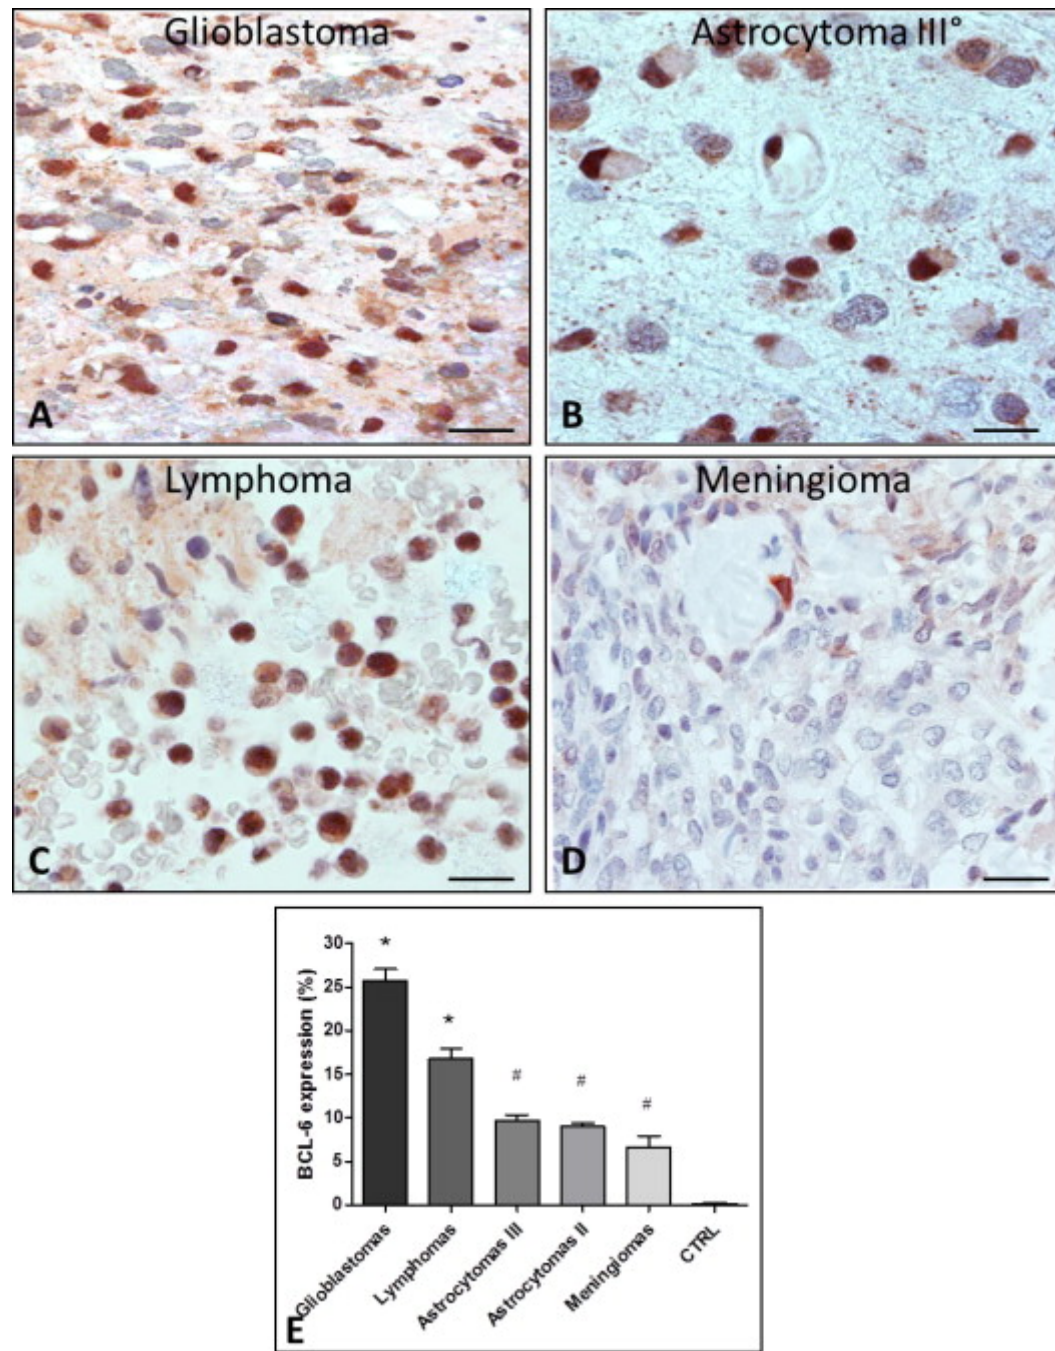 Glioblastoma
A
Astrocytoma III°
B
Lymphoma
C
Meningioma
D
BCL-6 expression (%)
30
25
20
15
10
5
0
*
*
#
#
#
Glioblastomas
Lymphomas
Astrocytomas III
Astrocytomas II
Meningiomas
CTRL
E